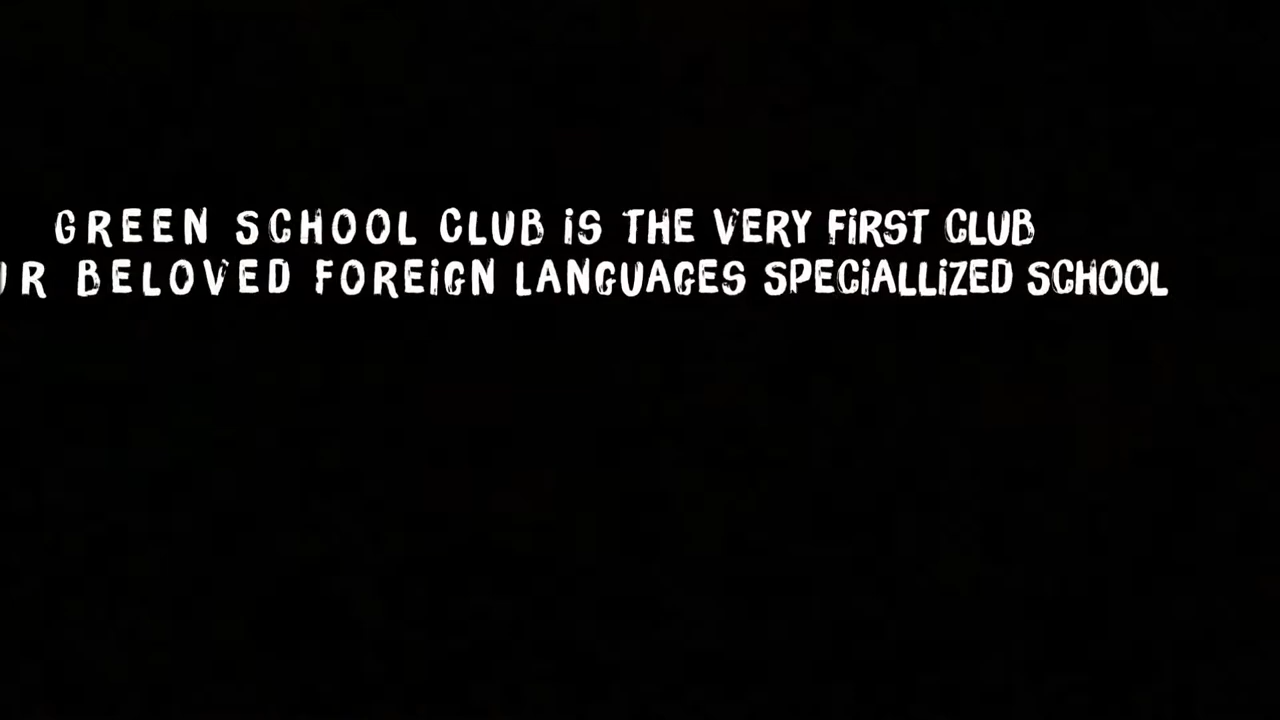 GREEN SCHOOL CLUB iS THE VERY FiRST CLUB
BELOVED FOREiGN LANGUAGES SPECiALLiZED SCHOOL